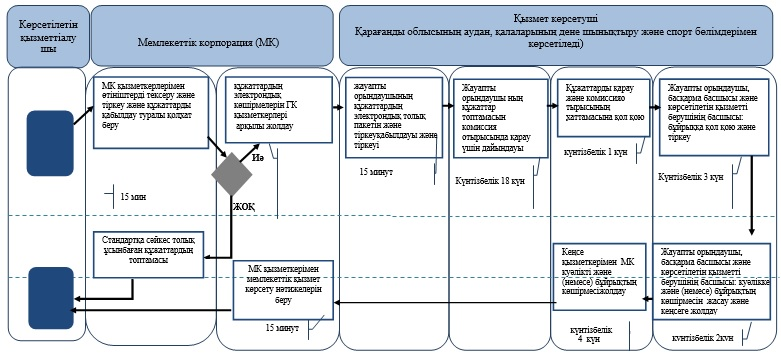 Көрсетілетін
қызметтіалу
шы
Мемлекеттік корпорация (МК)
Қызмет көрсетуші
Қарағанды облысының аудан, қалаларының дене шынықтыру және спорт бөлімдерімен
көрсетіледі)
МК қызметкерлерімен
өтініштерді тексеру және
тіркеу және құжаттарды
қабылдау туралы қолхат
беру
15 мин
құжаттардың
электрондық
көшірмелерін ГК
қызметкерлері
арқылы жолдау
Иә
ЖОҚ
жауапты
орындаушының
құжаттардың
электрондық толық
пакетін және
тіркеуқабылдауы және
тіркеуі
15 минут
Жауапты
орындаушы ның
құжаттар
топтамасын
комиссия
отырысында қарау
үшін дайындауы
Күнтізбелік 18 күн
Құжаттарды қарау
және комиссияо
тырысының
хаттамасына қол қою
күнтізбелік 1 күн
Жауапты орындаушы,
басқарма басшысы және
көрсетілетін қызметті
берушінің басшысы:
бұйрыққа қол қою және
тіркеу
Күнтізбелік 3 күн
Стандартқа сәйкес толық
ұсынбаған құжаттардың
топтамасы
МК қызметкерімен
мемлекеттік қызмет
көрсету нәтижелерін
беру
15 минут
Кеңсе
қызметкерімен МК
куәлікті және
(немесе) бұйрықтың
көшірмесіжолдау
күнтізбелік
4 күн
Жауапты орындаушы,
басқарма басшысы және
көрсетілетін қызметті
берушінің басшысы: куәлікке
және (немесе) бұйрықтың
көшірмесін жасау және
кеңсеге жолдау
күнтізбелік 2күн